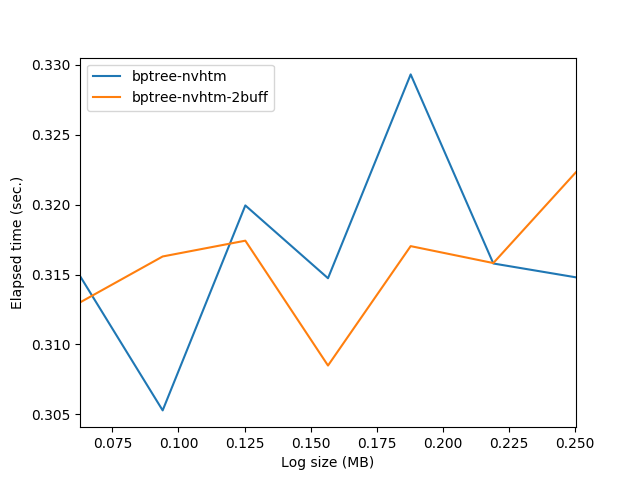 bptree-nvhtm
bptree-nvhtm-2buff
Elapsed time (sec.)
0.330
0.325
0.320
0.315
0.310
0.305
0.075 0.100 0.125 0.150 0.175 0.200 0.225 0.250
Log size (MB)